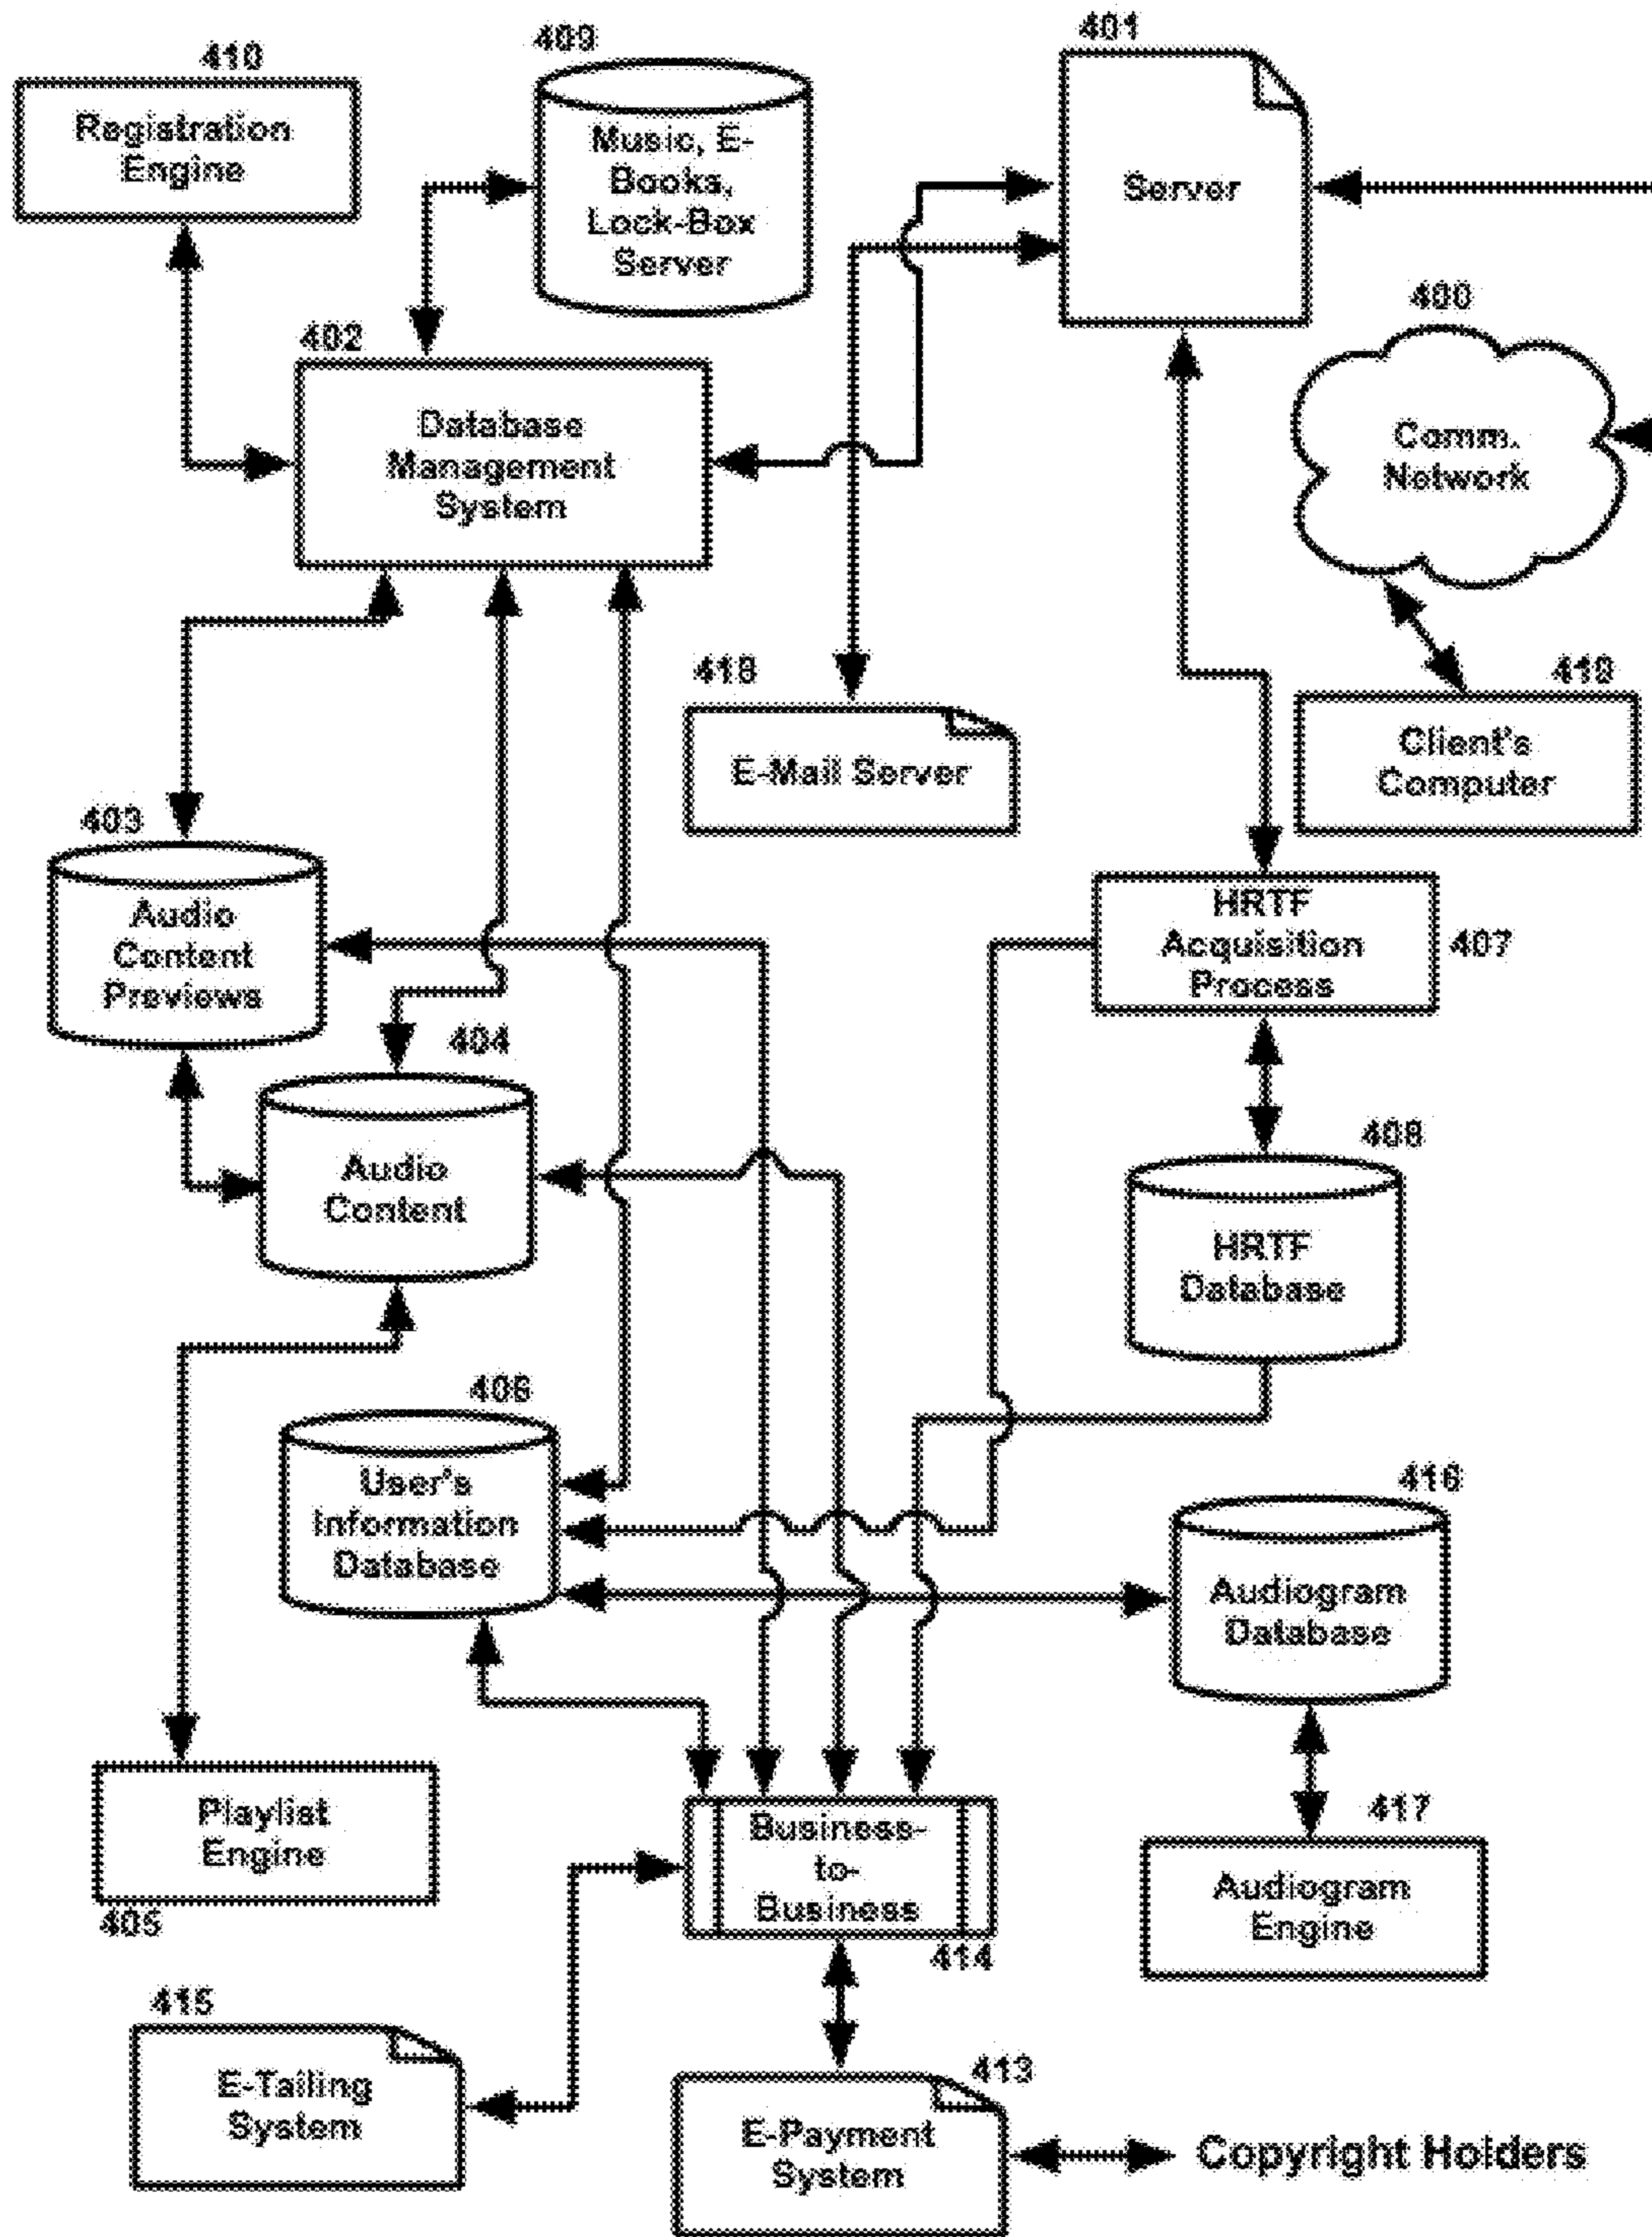 410
Registration
Engine
409
Music, E-
Books,
Lock-Box
Server
401
Server
400
Comm.
Network
402
Database
Management
System
418
E-Mail Server
419
Client's
Computer
403
Audio
Content
Previews
HRTF
Acquisition
Process
407
404
Audio
Content
408
HRTF
Database
406
User's
Information
Database
416
Audiogram
Database
Playlist
Engine
405
Business-
to-
Business
414
417
Audiogram
Engine
415
E-Tailing
System
413
E-Payment
System
Copyright Holders